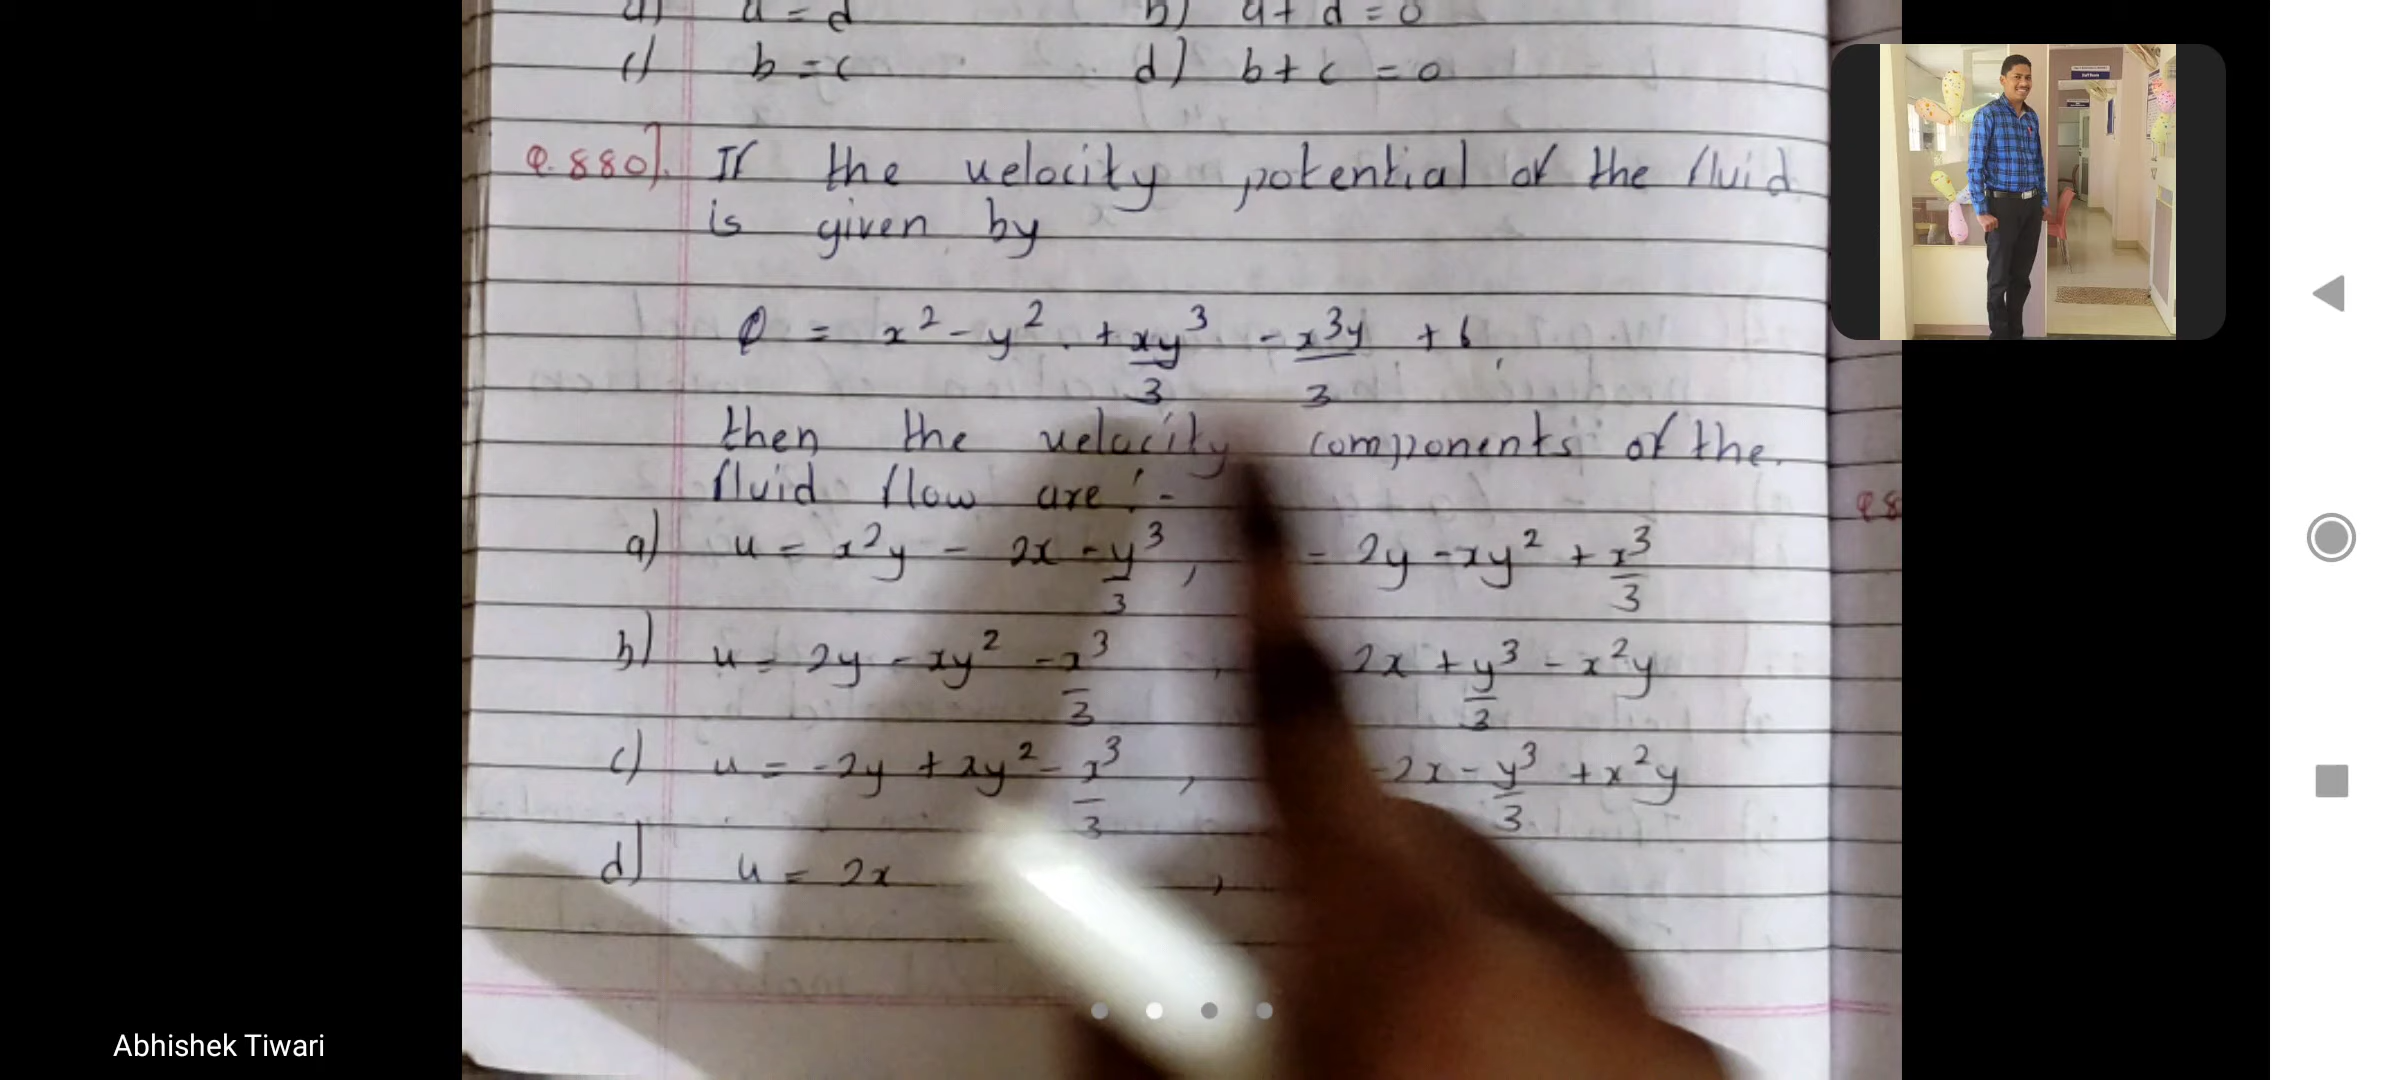 a) a = d b) a + d = 0
c) b = c d) b + c = 0
Q.880]. If the velocity potential of the fluid
is given by
Ø = x² - y² + xy³/3 - x³y/3 + 6,
then the velocity components of the
fluid flow are :-
a) u = x²y - 2x - y³/3, = 2y - xy² + x³/3
b) u = 2y - xy² - x³/3, 2x + y³/3 - x²y
c) u = -2y + xy² - x³/3, -2x - y³/3 + x²y
d) u = 2x ,
Q8
Abhishek Tiwari